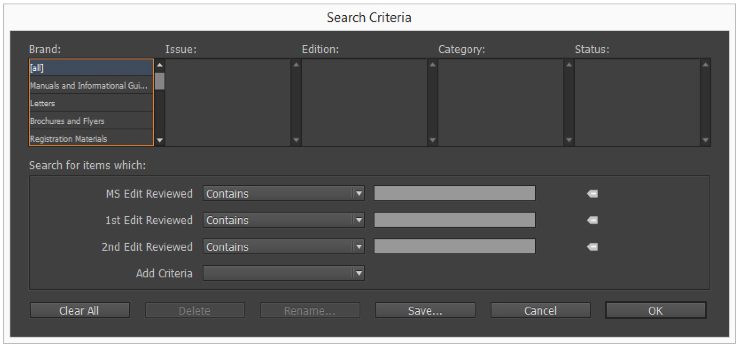 Search Criteria
Brand: Issue: Edition: Category: Status:
[all]
Manuals and Informational Gui...
Letters
Brochures and Flyers
Registration Materials
Search for items which:
MS Edit Reviewed Contains
1st Edit Reviewed Contains
2nd Edit Reviewed Contains
Add Criteria
Clear All Delete Rename... Save... Cancel OK